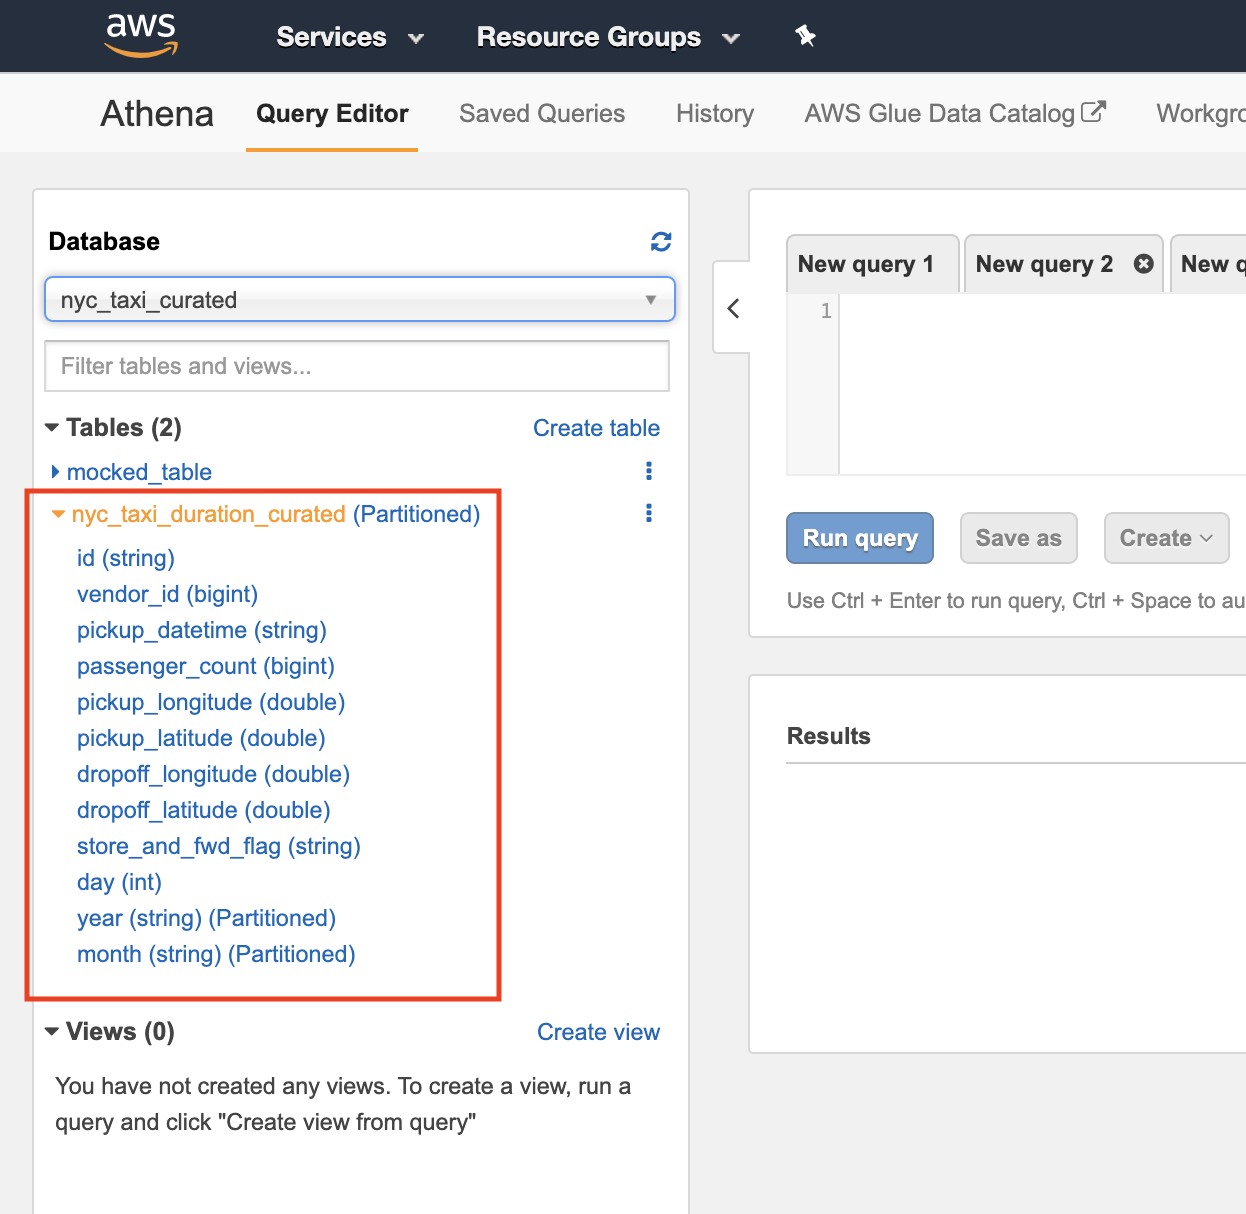 aws Services Resource Groups
Athena Query Editor Saved Queries History AWS Glue Data Catalog Workgro
Database
nyc_taxi_curated
Filter tables and views...
Tables (2) Create table
mocked_table
nyc_taxi_duration_curated (Partitioned)
id (string)
vendor_id (bigint)
pickup_datetime (string)
passenger_count (bigint)
pickup_longitude (double)
pickup_latitude (double)
dropoff_longitude (double)
dropoff_latitude (double)
store_and_fwd_flag (string)
day (int)
year (string) (Partitioned)
month (string) (Partitioned)
Views (0) Create view
You have not created any views. To create a view, run a
query and click "Create view from query"
New query 1 New query 2 New q
1
Run query Save as Create
Use Ctrl + Enter to run query, Ctrl + Space to au
Results